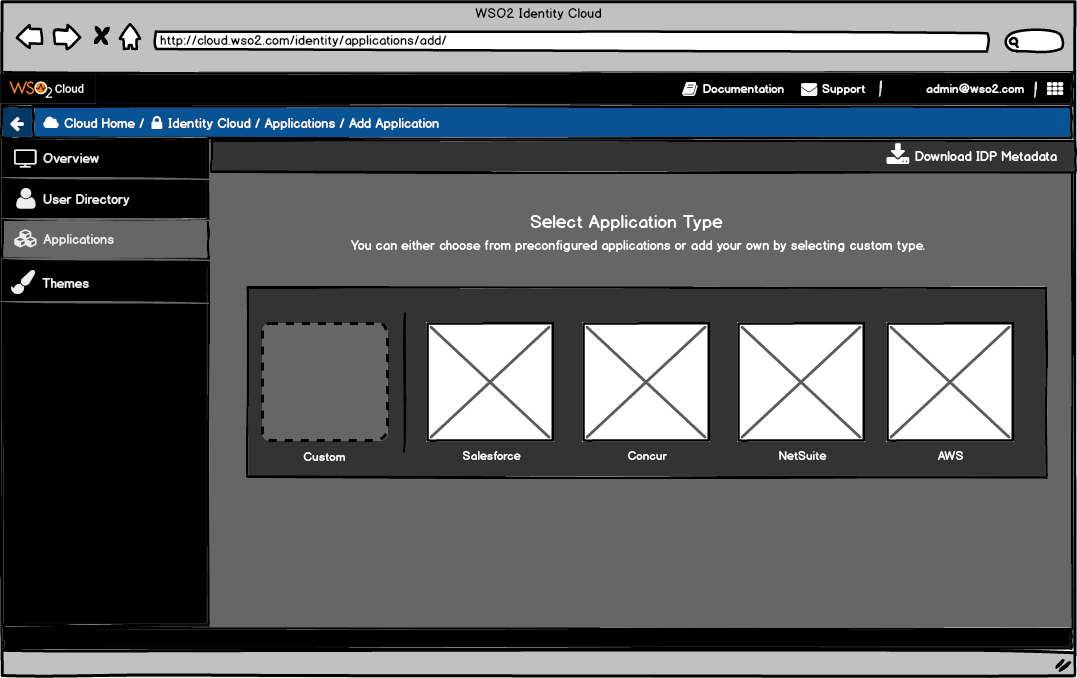 WSO2 Identity Cloud
http://cloud.wso2.com/identity/applications/add/
WSO2 Cloud
Documentation
Support
admin@wso2.com
Cloud Home / Identity Cloud / Applications / Add Application
Overview
Download IDP Metadata
User Directory
Applications
Themes
Select Application Type
You can either choose from preconfigured applications or add your own by selecting custom type.
Custom
Salesforce
Concur
NetSuite
AWS